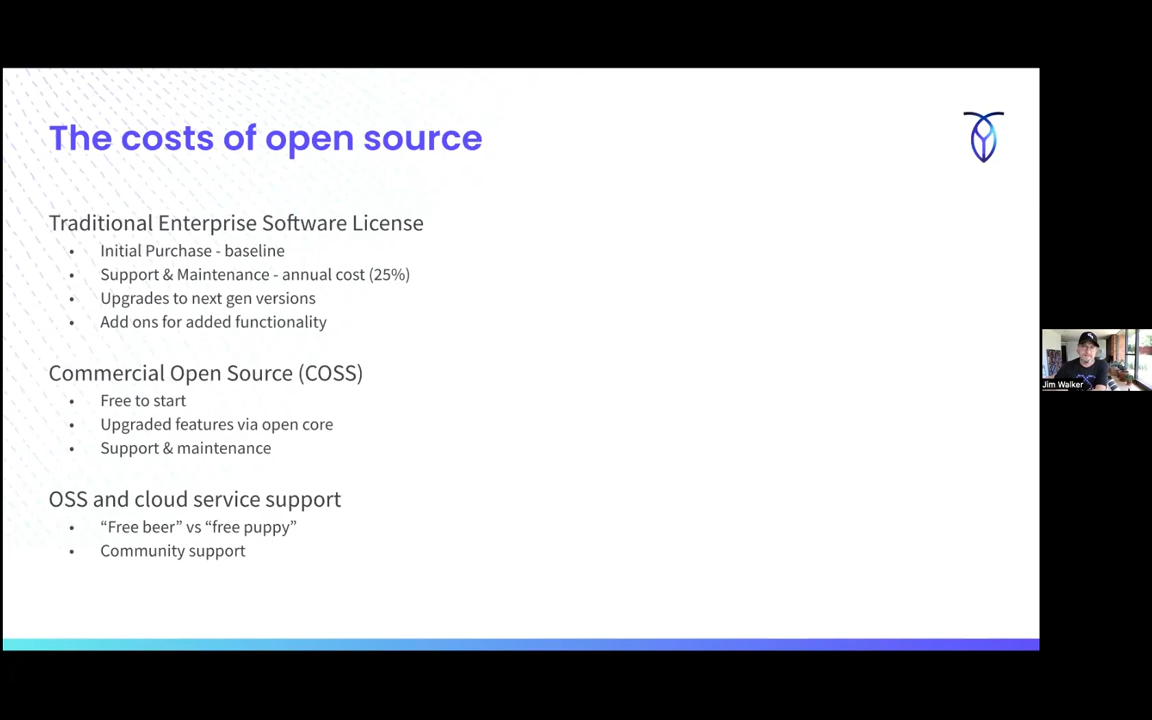 The costs of open source
Traditional Enterprise Software License
• Initial Purchase - baseline
• Support & Maintenance - annual cost (25%)
• Upgrades to next gen versions
• Add ons for added functionality
Commercial Open Source (COSS)
• Free to start
• Upgraded features via open core
• Support & maintenance
OSS and cloud service support
• “Free beer” vs “free puppy”
• Community support
Jim Walker